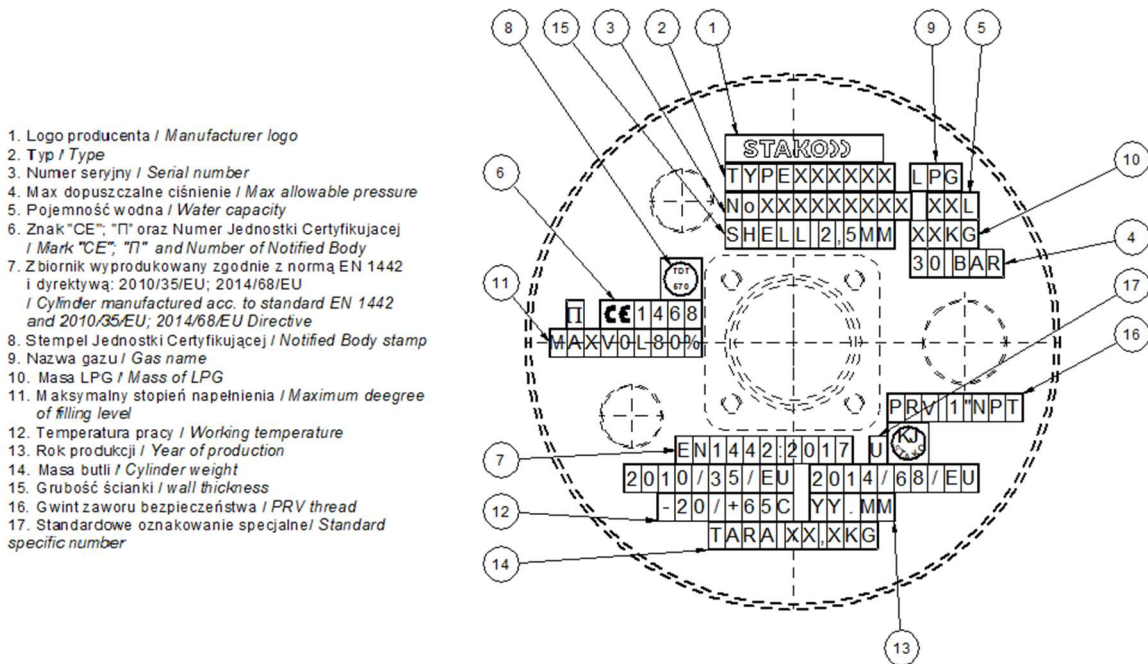 1. Logo producenta / Manufacturer logo
2. Typ / Type
3. Numer seryjny / Serial number
4. Max dopuszczalne ciśnienie / Max allowable pressure
5. Pojemność wodna / Water capacity
6. Znak "CE"; "Π" oraz Numer Jednostki Certyfikujacej
/ Mark "CE"; "Π" and Number of Notified Body
7. Zbiornik wyprodukowany zgodnie z normą EN 1442
i dyrektywą: 2010/35/EU; 2014/68/EU
/ Cylinder manufactured acc. to standard EN 1442
and 2010/35/EU; 2014/68/EU Directive
8. Stempel Jednostki Certyfikującej / Notified Body stamp
9. Nazwa gazu / Gas name
10. Masa LPG / Mass of LPG
11. Maksymalny stopień napełnienia / Maximum deegree
of filling level
12. Temperatura pracy / Working temperature
13. Rok produkcji / Year of production
14. Masa butli / Cylinder weight
15. Grubość ścianki / wall thickness
16. Gwint zaworu bezpieczeństwa / PRV thread
17. Standardowe oznakowanie specjalne/ Standard
specific number
8 15 3 2 1 9 5
STAKO
TYPEXXXXXX LPG
10
6
NoXXXXXXXXX XXL
SHELL 2,5MM XXKG
4
30 BAR
TDT
570
11
17
Π CE1468
16
MAXV0L80%
PRV 1"NPT
7
EN1442:2017 U KJ
STAKO
2010/35/EU 2014/68/EU
12
-20/+65C YY.MM
TARA XX,XKG
14
13